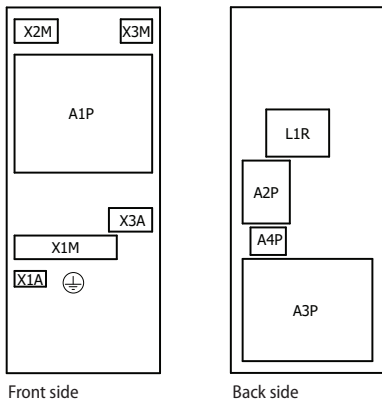 X2M
X3M
A1P
X3A
X1M
X1A
Front side
L1R
A2P
A4P
A3P
Back side